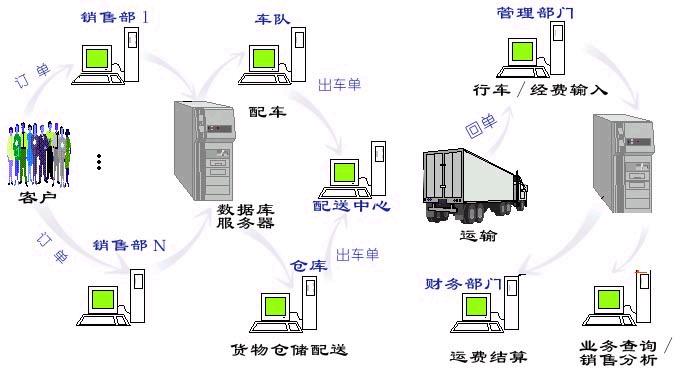 销售部 1
车队
管理部门
订 单
出车单
配车
行车 / 经费输入
回单
客户
数据库
服务器
配送中心
运输
订 单
销售部 N
仓库
出车单
财务部门
货物仓储配送
运费结算
业务查询 /
销售分析